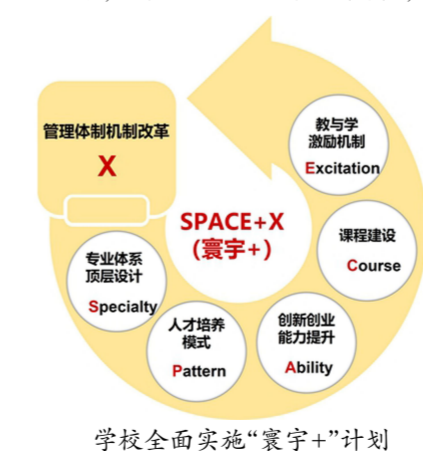 管理体制机制改革
X
SPACE+X
(寰宇+)
专业体系
顶层设计
Specialty
人才培养
模式
Pattern
创新创业
能力提升
Ability
课程建设
Course
教与学
激励机制
Excitation
学校全面实施“寰宇+”计划